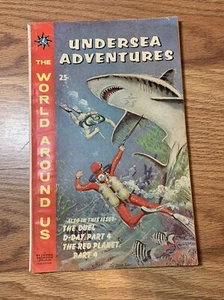 UNDERSEA
ADVENTURES
25¢
THE WORLD AROUND US
-ALSO IN THIS ISSUE-
THE DUEL
D-DAY, PART 4
THE RED PLANET,
PART 4